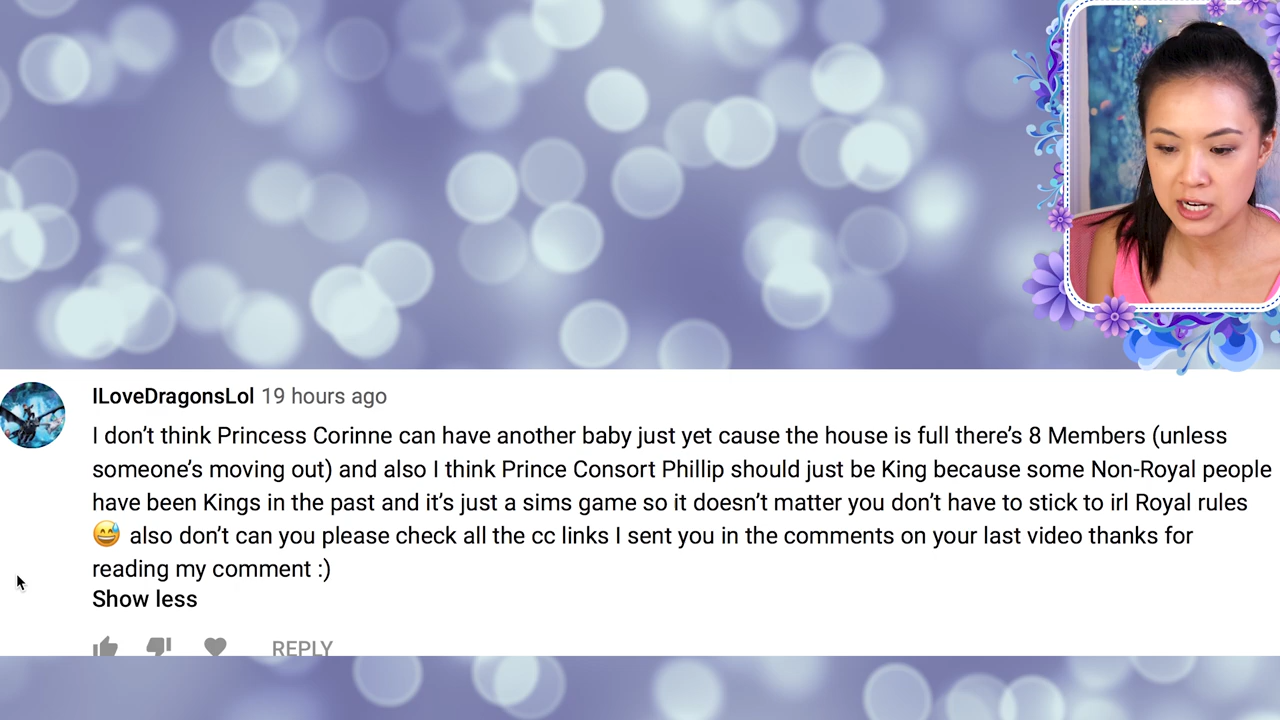 ILoveDragonsLol 19 hours ago
I don’t think Princess Corinne can have another baby just yet cause the house is full there’s 8 Members (unless
someone’s moving out) and also I think Prince Consort Phillip should just be King because some Non-Royal people
have been Kings in the past and it’s just a sims game so it doesn’t matter you don’t have to stick to irl Royal rules
😅 also don’t can you please check all the cc links I sent you in the comments on your last video thanks for
reading my comment :)
Show less
REPLY